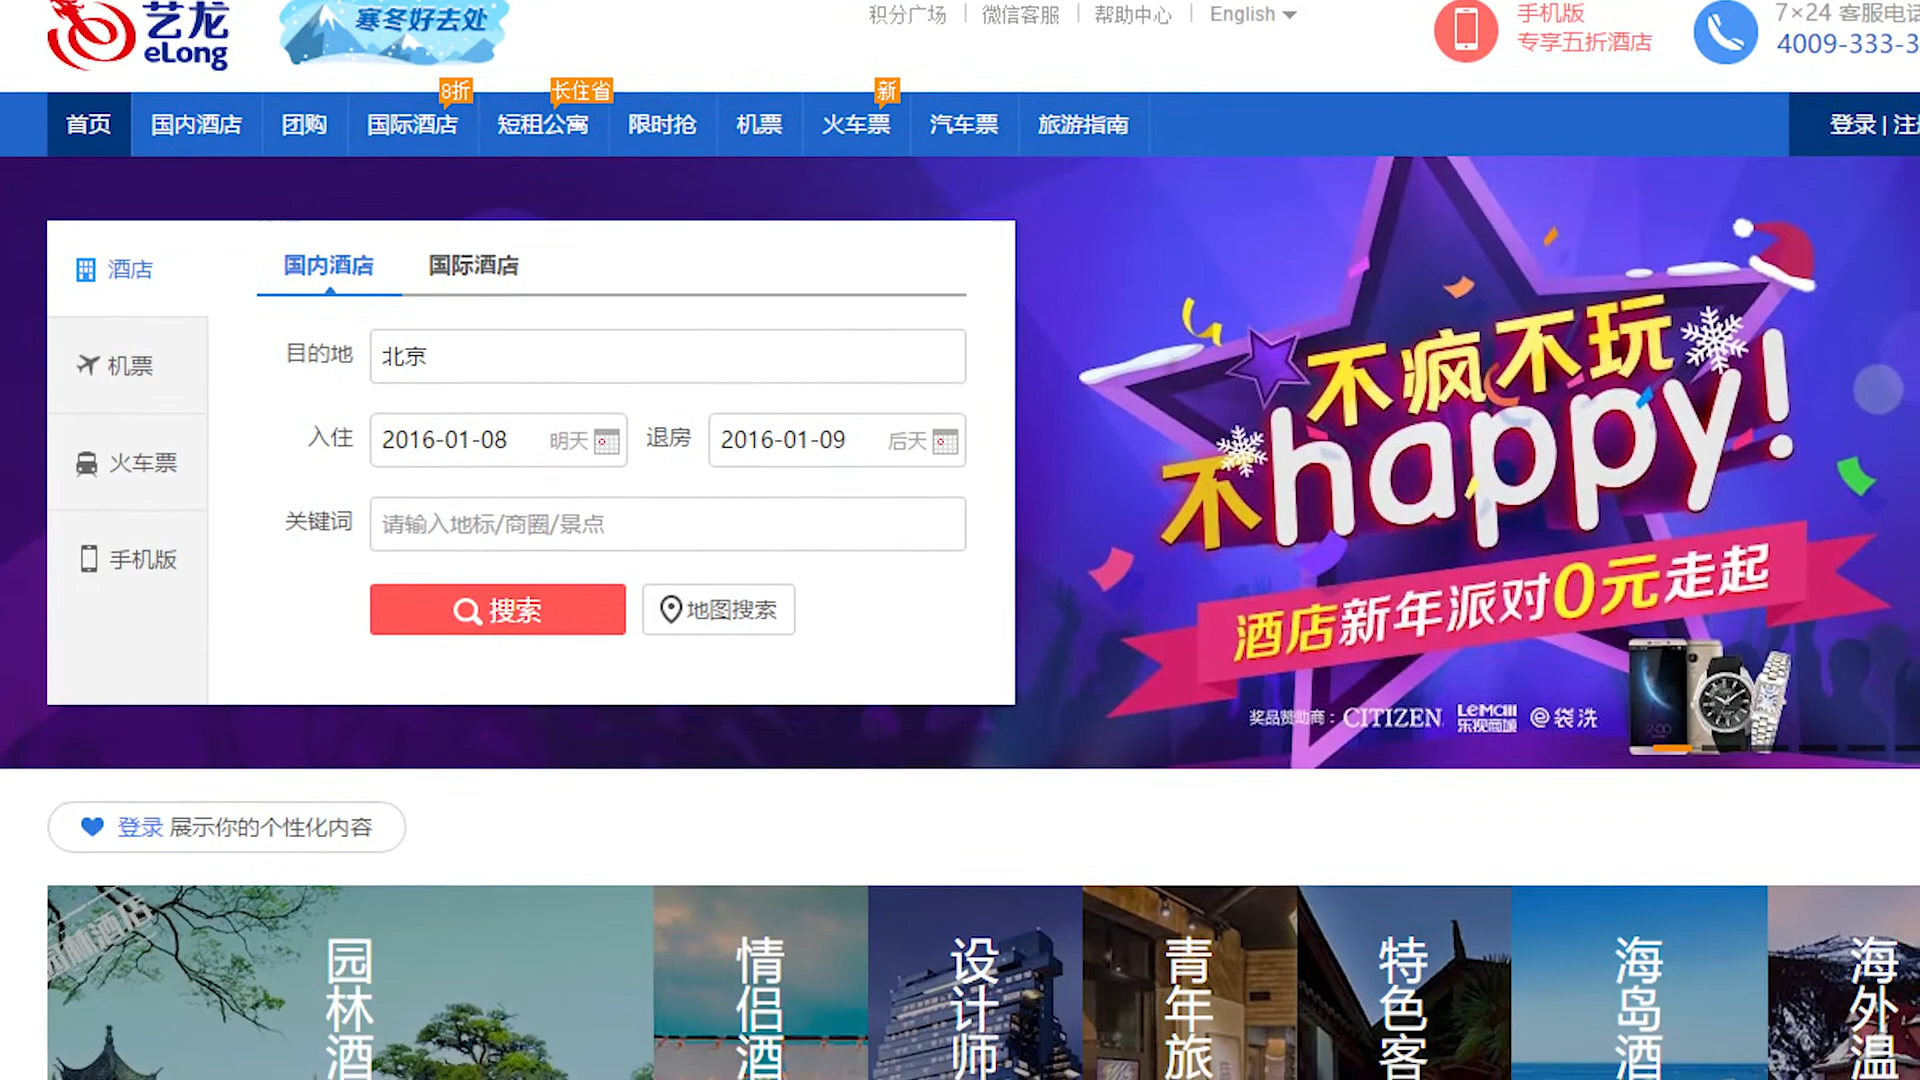 艺龙
eLong
寒冬好去处
积分广场 | 微信客服 | 帮助中心 | English
手机版
专享五折酒店
7×24 客服电话
4009-333-3
8折
长住省
新
首页 国内酒店 团购 国际酒店 短租公寓 限时抢 机票 火车票 汽车票 旅游指南
登录 | 注册
酒店
机票
火车票
手机版
国内酒店 国际酒店
目的地 北京
入住 2016-01-08 明天 退房 2016-01-09 后天
关键词 请输入地标/商圈/景点
搜索 地图搜索
不疯不玩
不happy!
酒店新年派对0元走起
奖品赞助商: CITIZEN LeMall 乐视商城 e袋洗
登录 展示你的个性化内容
园林酒
情侣酒
设计师
青年旅
特色客
海岛酒
海外温